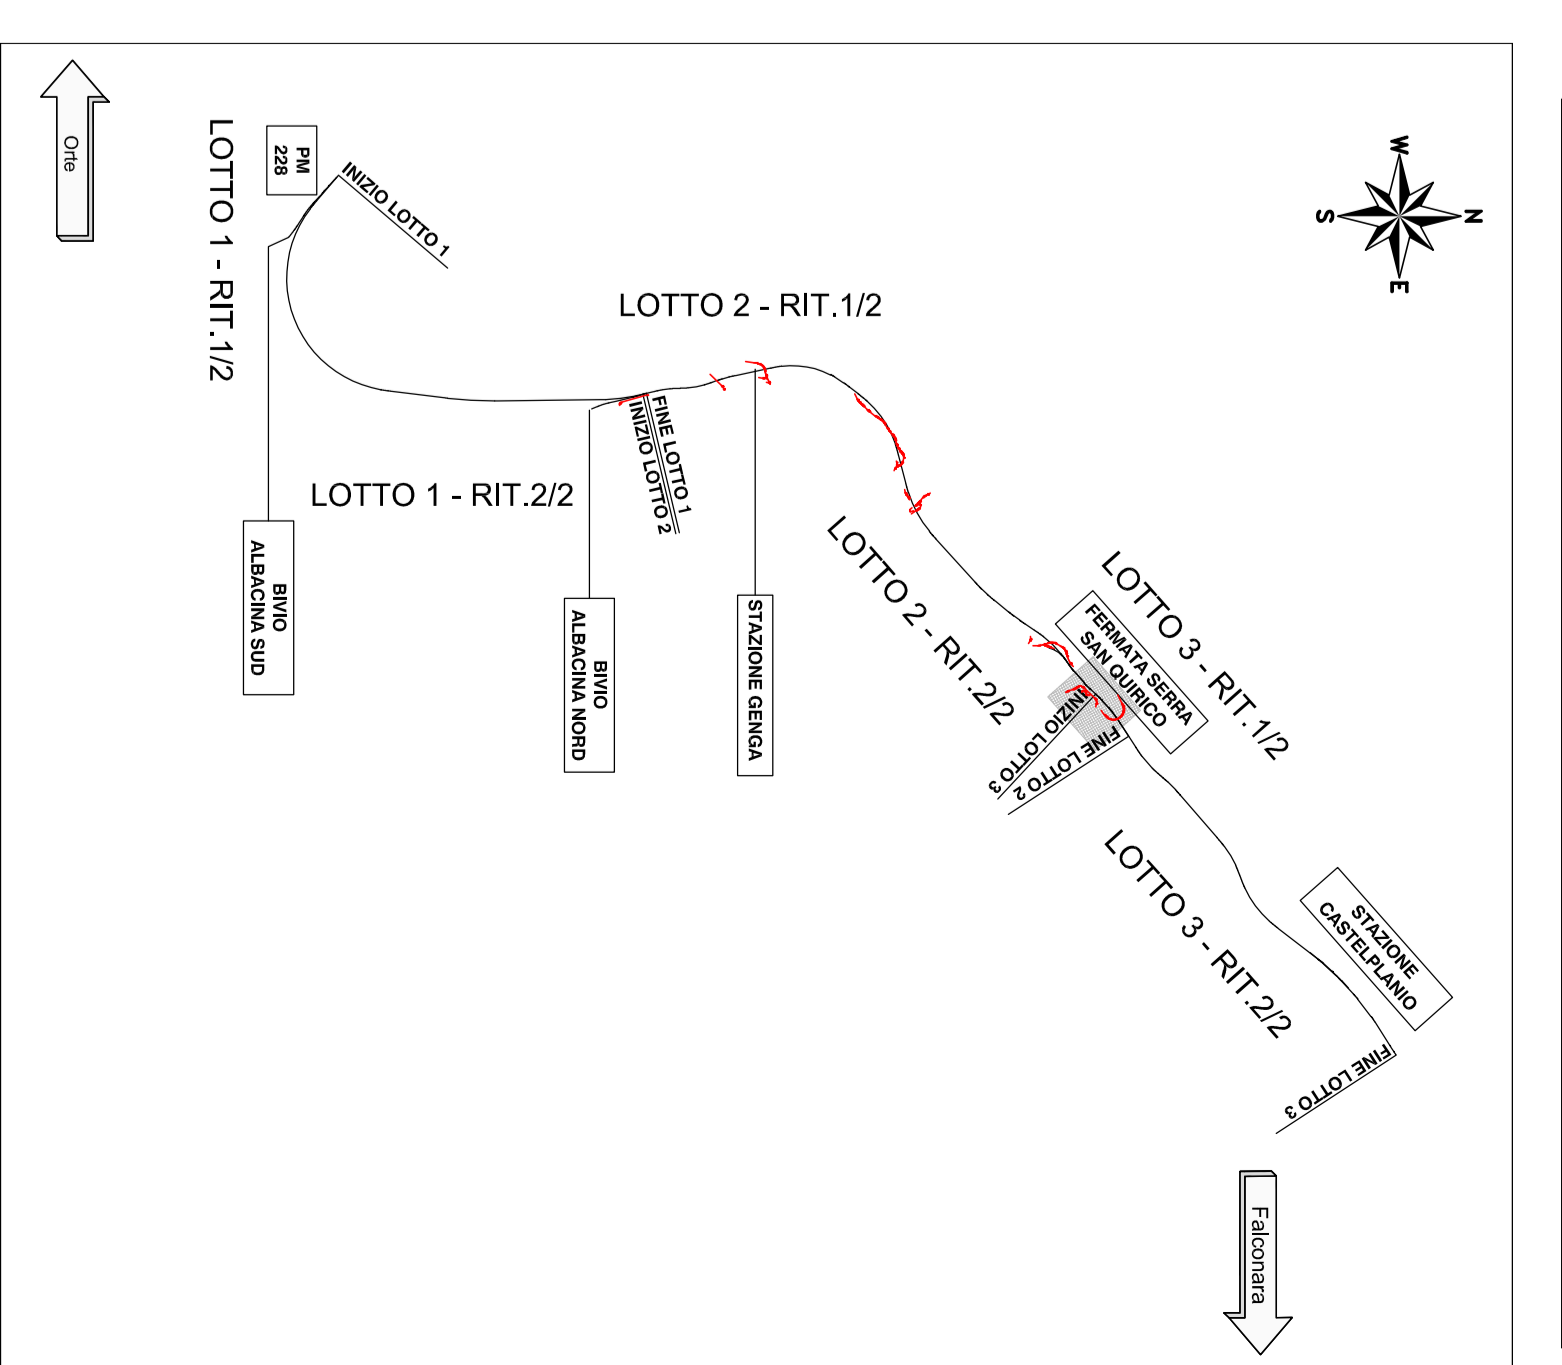 Orte
LOTTO 1 - RIT.1/2
PM
228
INIZIO LOTTO 1
W
N
S
E
LOTTO 2 - RIT.1/2
LOTTO 1 - RIT.2/2
FINE LOTTO 1
INIZIO LOTTO 2
BIVIO
ALBACINA SUD
BIVIO
ALBACINA NORD
STAZIONE GENGA
LOTTO 2 - RIT.2/2
LOTTO 3 - RIT.1/2
FERMATA SERRA
SAN QUIRICO
INIZIO LOTTO 3
FINE LOTTO 2
LOTTO 3 - RIT.2/2
STAZIONE
CASTELPLANIO
FINE LOTTO 3
Falconara